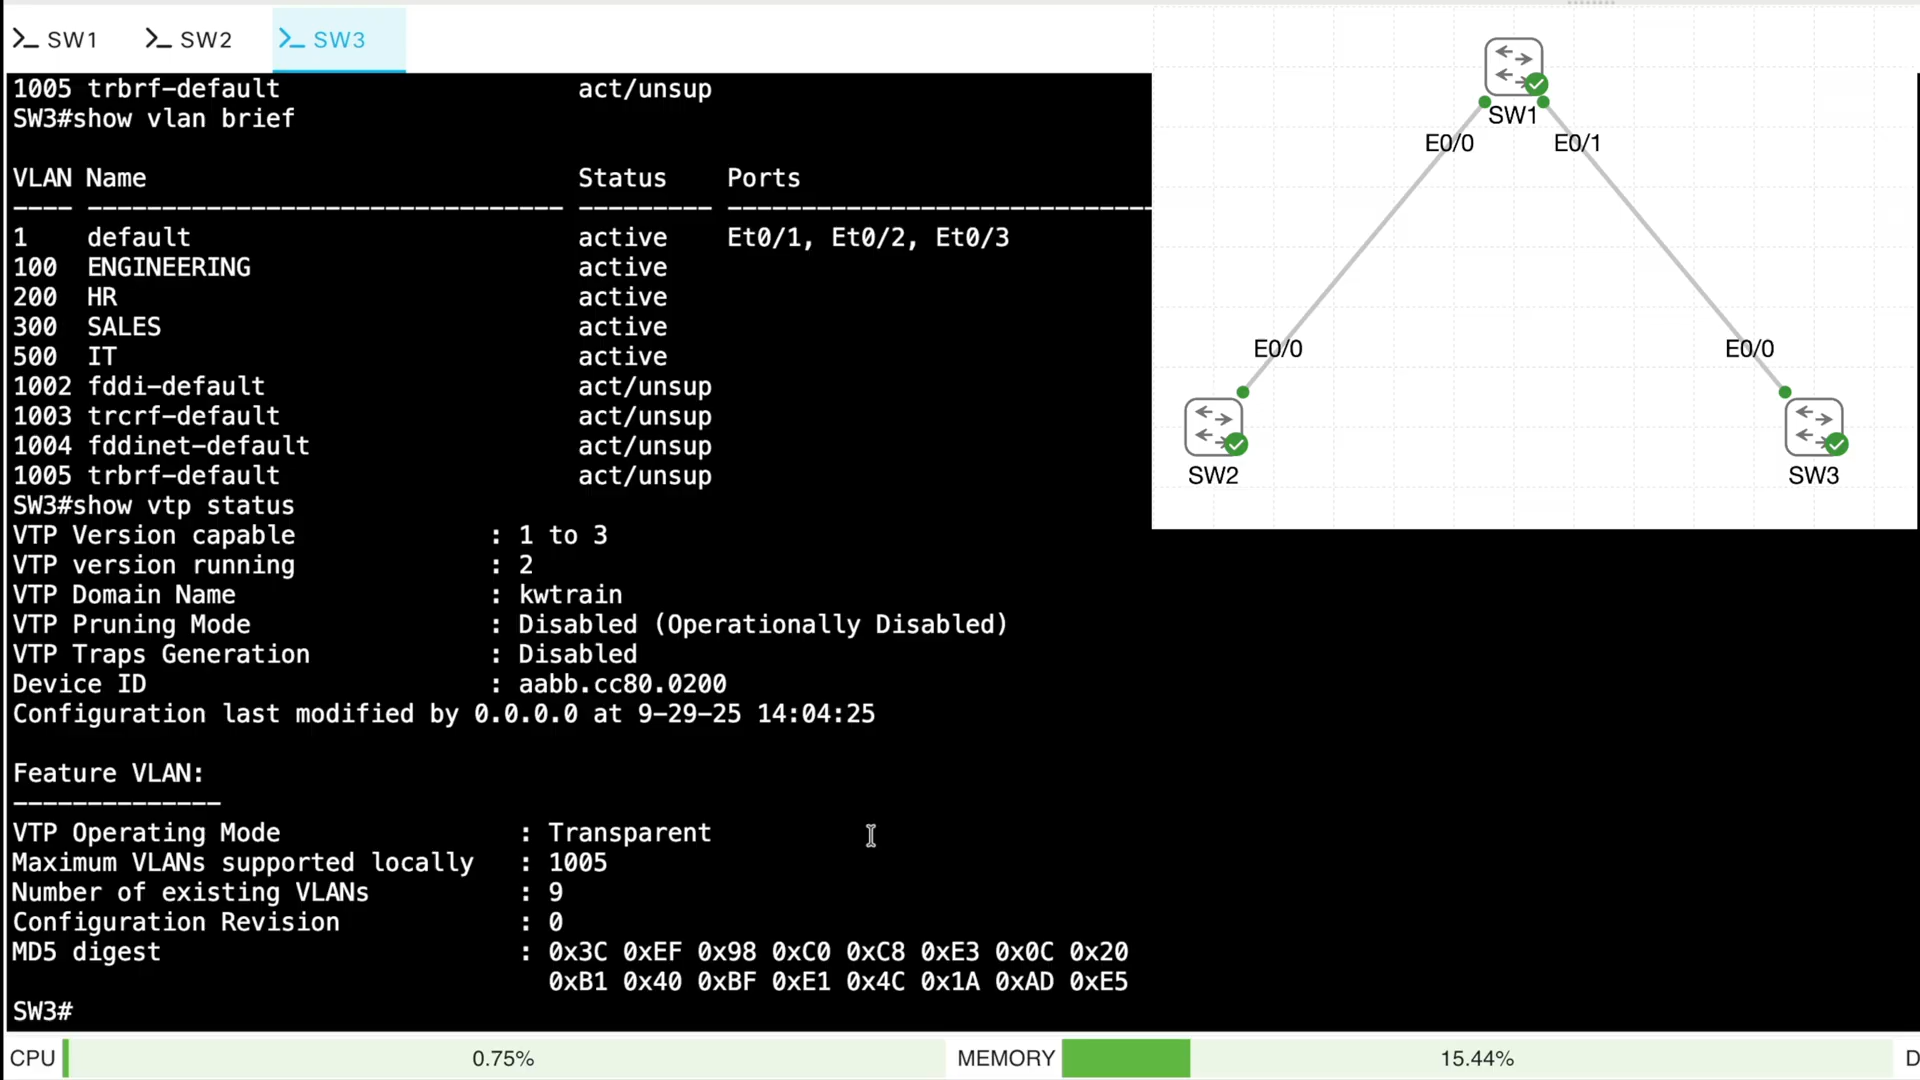 SW1 SW2 SW3
1005 trbrf-default act/unsup
SW3#show vlan brief
VLAN Name Status Ports
---- -------------------------------- --------- -----------------------------
1 default active Et0/1, Et0/2, Et0/3
100 ENGINEERING active
200 HR active
300 SALES active
500 IT active
1002 fddi-default act/unsup
1003 trcrf-default act/unsup
1004 fddinet-default act/unsup
1005 trbrf-default act/unsup
SW3#show vtp status
VTP Version capable : 1 to 3
VTP version running : 2
VTP Domain Name : kwtrain
VTP Pruning Mode : Disabled (Operationally Disabled)
VTP Traps Generation : Disabled
Device ID : aabb.cc80.0200
Configuration last modified by 0.0.0.0 at 9-29-25 14:04:25
Feature VLAN:
--------------
VTP Operating Mode : Transparent
Maximum VLANs supported locally : 1005
Number of existing VLANs : 9
Configuration Revision : 0
MD5 digest : 0x3C 0xEF 0x98 0xC0 0xC8 0xE3 0x0C 0x20
0xB1 0x40 0xBF 0xE1 0x4C 0x1A 0xAD 0xE5
SW3#
SW1
E0/0 E0/1
E0/0 E0/0
SW2 SW3
CPU 0.75% MEMORY 15.44% D